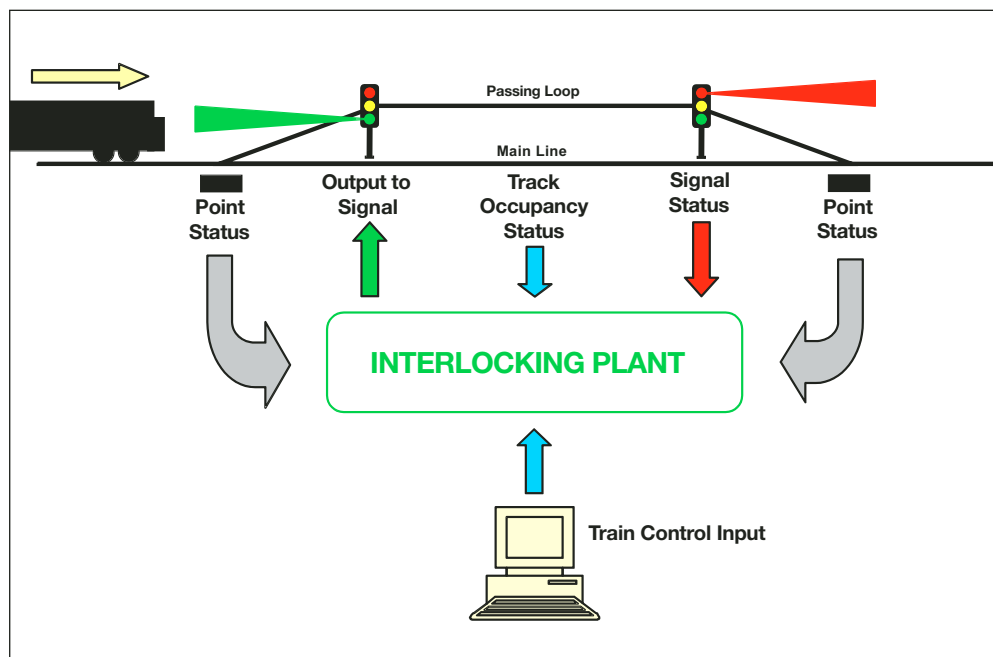 Passing Loop
Main Line
Point
Status
Output to
Signal
Track
Occupancy
Status
Signal
Status
Point
Status
INTERLOCKING PLANT
Train Control Input